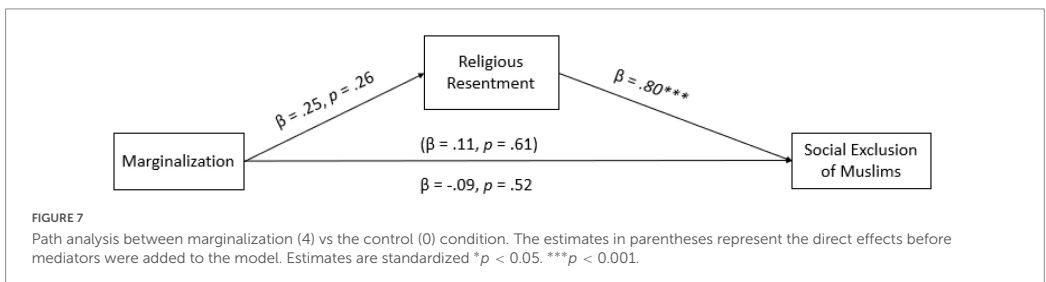 Religious
Resentment
β = .25, p = .26
β = .80***
Marginalization
(β = .11, p = .61)
β = -.09, p = .52
Social Exclusion
of Muslims
FIGURE 7
Path analysis between marginalization (4) vs the control (0) condition. The estimates in parentheses represent the direct effects before
mediators were added to the model. Estimates are standardized *p < 0.05. ***p < 0.001.